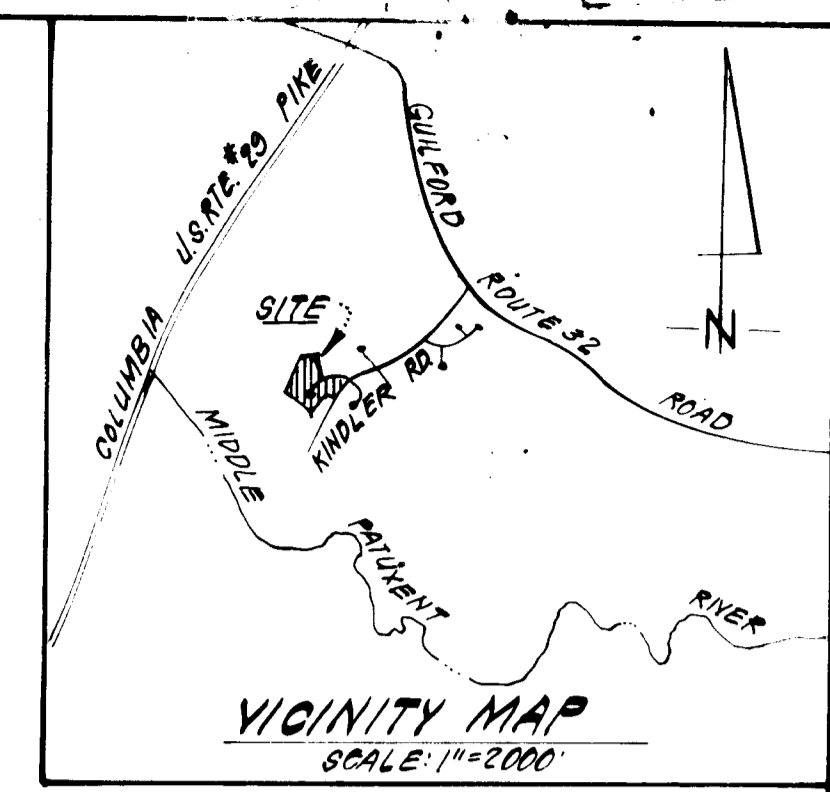 COLUMBIA PIKE
U.S. RTE. #29
GUILFORD ROAD
ROUTE 32
SITE
KINDLER RD.
N
MIDDLE PATUXENT RIVER
VICINITY MAP
SCALE: 1"=2000'